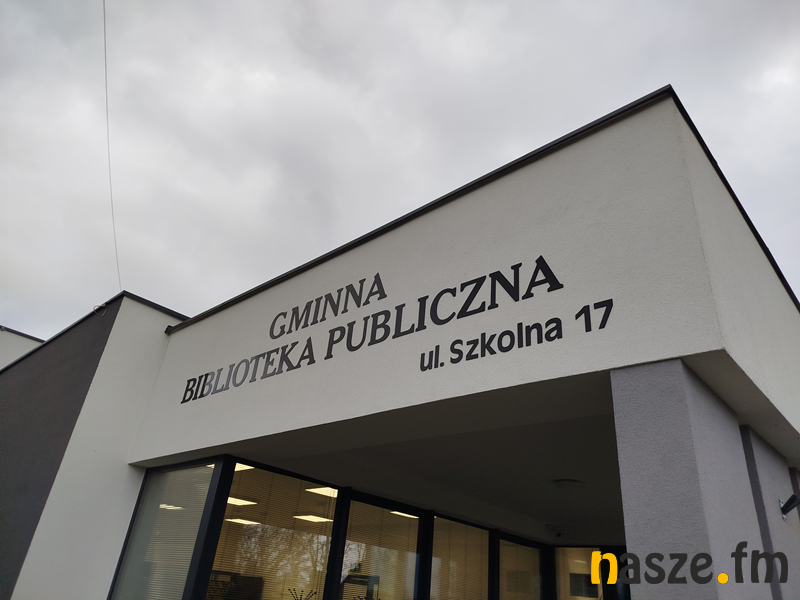 GMINNA
BIBLIOTEKA PUBLICZNA
ul. Szkolna 17
nasze.fm